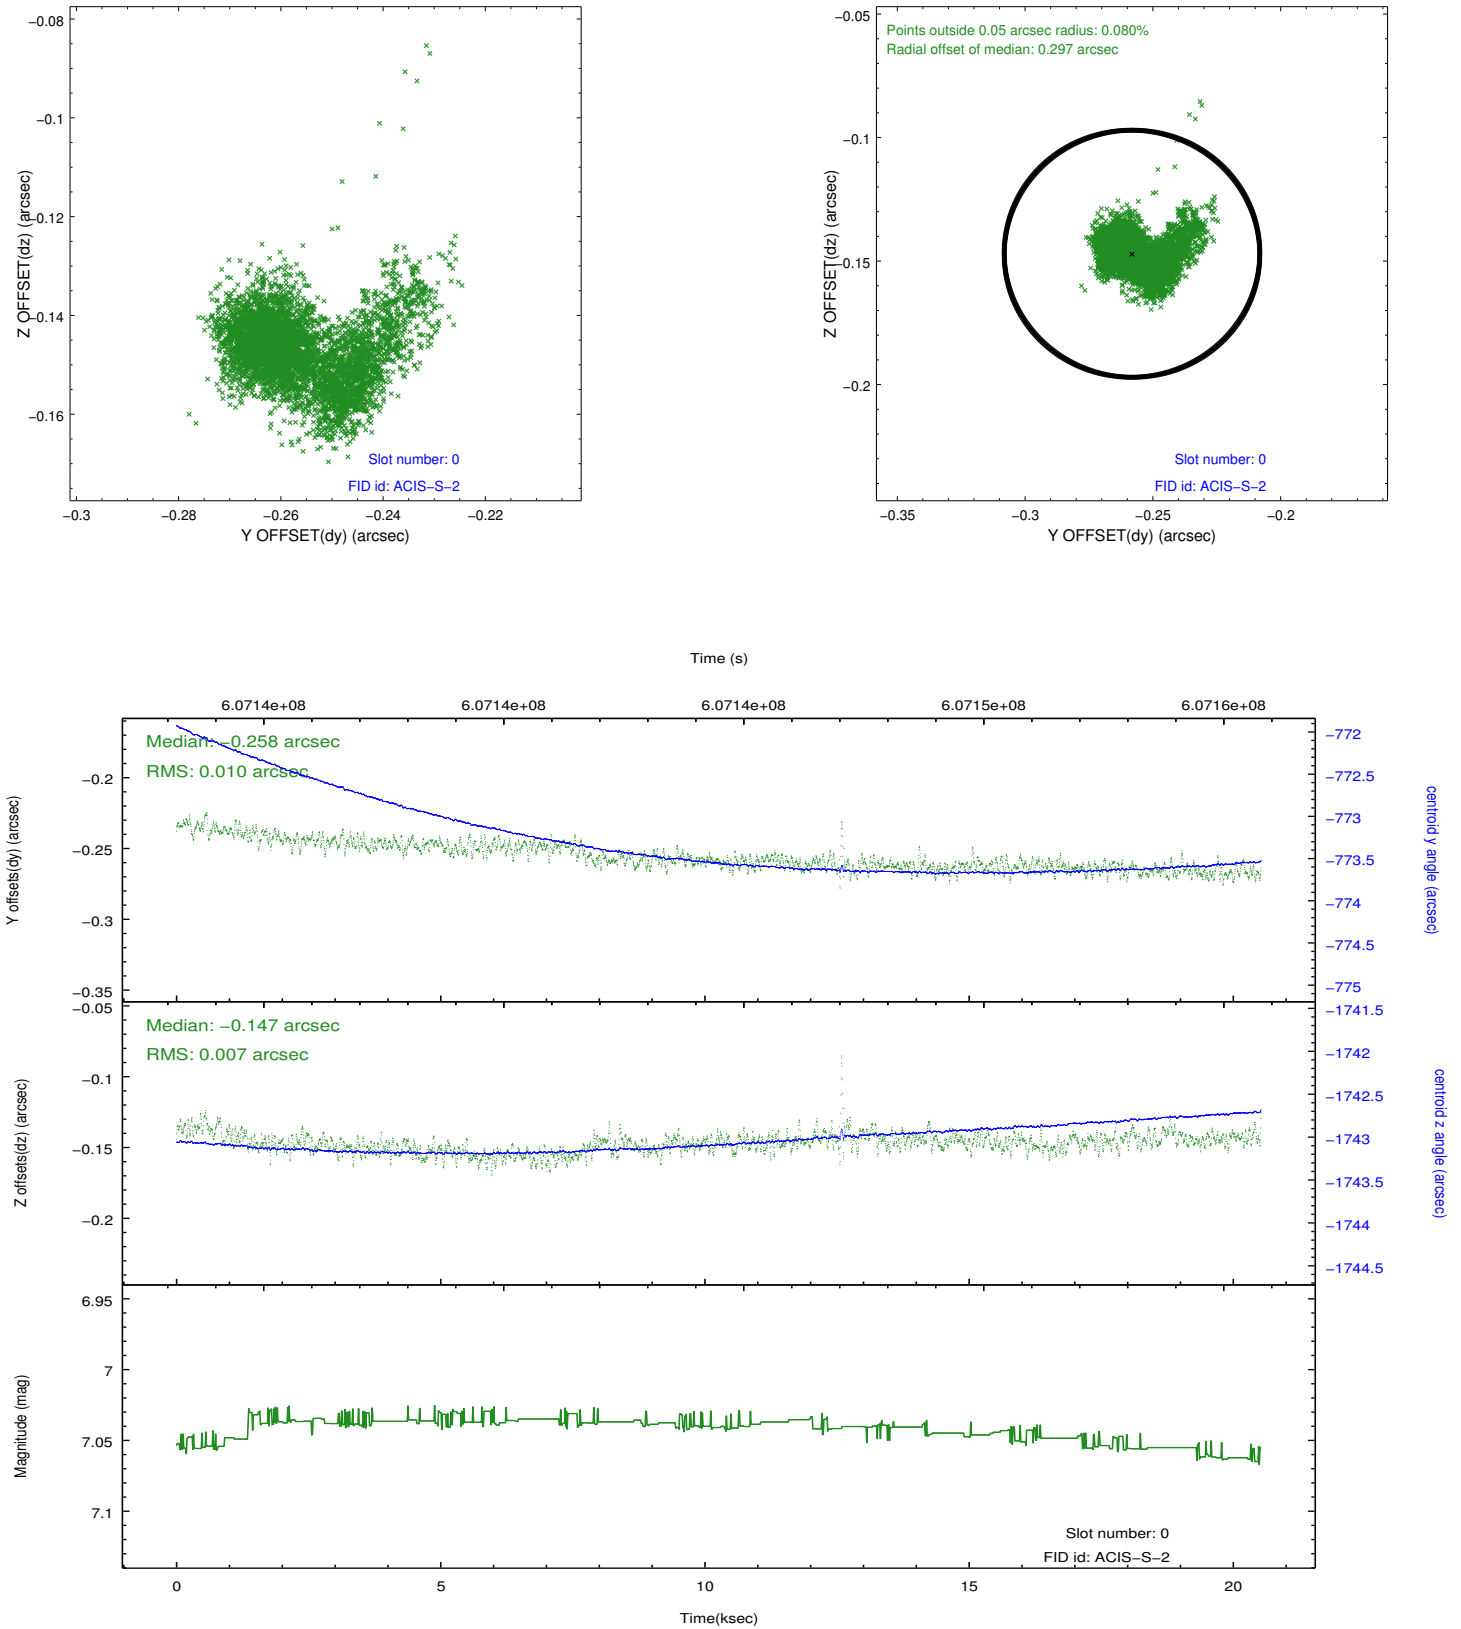 −0.08
−0.1
−0.12
−0.14
−0.16
Z OFFSET(dz) (arcsec)
Slot number: 0
FID id: ACIS−S−2
−0.3 −0.28 −0.26 −0.24 −0.22
Y OFFSET(dy) (arcsec)
Points outside 0.05 arcsec radius: 0.080%
Radial offset of median: 0.297 arcsec
−0.05
−0.1
−0.15
−0.2
Z OFFSET(dz) (arcsec)
Slot number: 0
FID id: ACIS−S−2
−0.35 −0.3 −0.25 −0.2
Y OFFSET(dy) (arcsec)
Time (s)
6.0714e+08 6.0714e+08 6.0714e+08 6.0715e+08 6.0716e+08
Median: −0.258 arcsec
RMS: 0.010 arcsec
−0.2
−0.25
−0.3
−0.35
Y offsets(dy) (arcsec)
−772
−772.5
−773
−773.5
−774
−774.5
−775
centroid y angle (arcsec)
Median: −0.147 arcsec
RMS: 0.007 arcsec
−0.05
−0.1
−0.15
−0.2
Z offsets(dz) (arcsec)
−1741.5
−1742
−1742.5
−1743
−1743.5
−1744
−1744.5
centroid z angle (arcsec)
6.95
7
7.05
7.1
Magnitude (mag)
Slot number: 0
FID id: ACIS−S−2
0 5 10 15 20
Time(ksec)